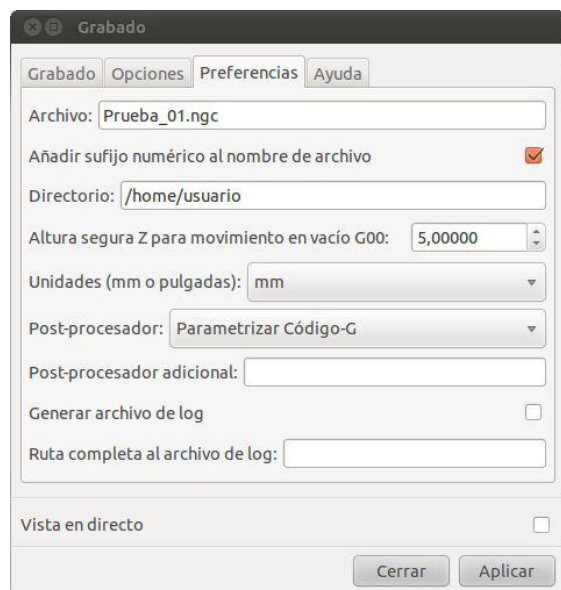 Grabado
Grabado Opciones Preferencias Ayuda
Archivo: Prueba_01.ngc
Añadir sufijo numérico al nombre de archivo
Directorio: /home/usuario
Altura segura Z para movimiento en vacío G00: 5,00000
Unidades (mm o pulgadas): mm
Post-procesador: Parametrizar Código-G
Post-procesador adicional:
Generar archivo de log
Ruta completa al archivo de log:
Vista en directo
Cerrar Aplicar